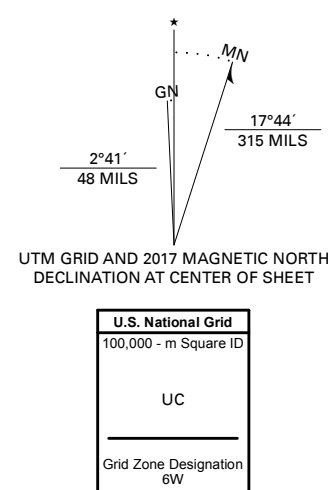 ★
MN
GN
17°44´
315 MILS
2°41´
48 MILS
UTM GRID AND 2017 MAGNETIC NORTH
DECLINATION AT CENTER OF SHEET
U.S. National Grid
100,000 - m Square ID
UC
Grid Zone Designation
6W